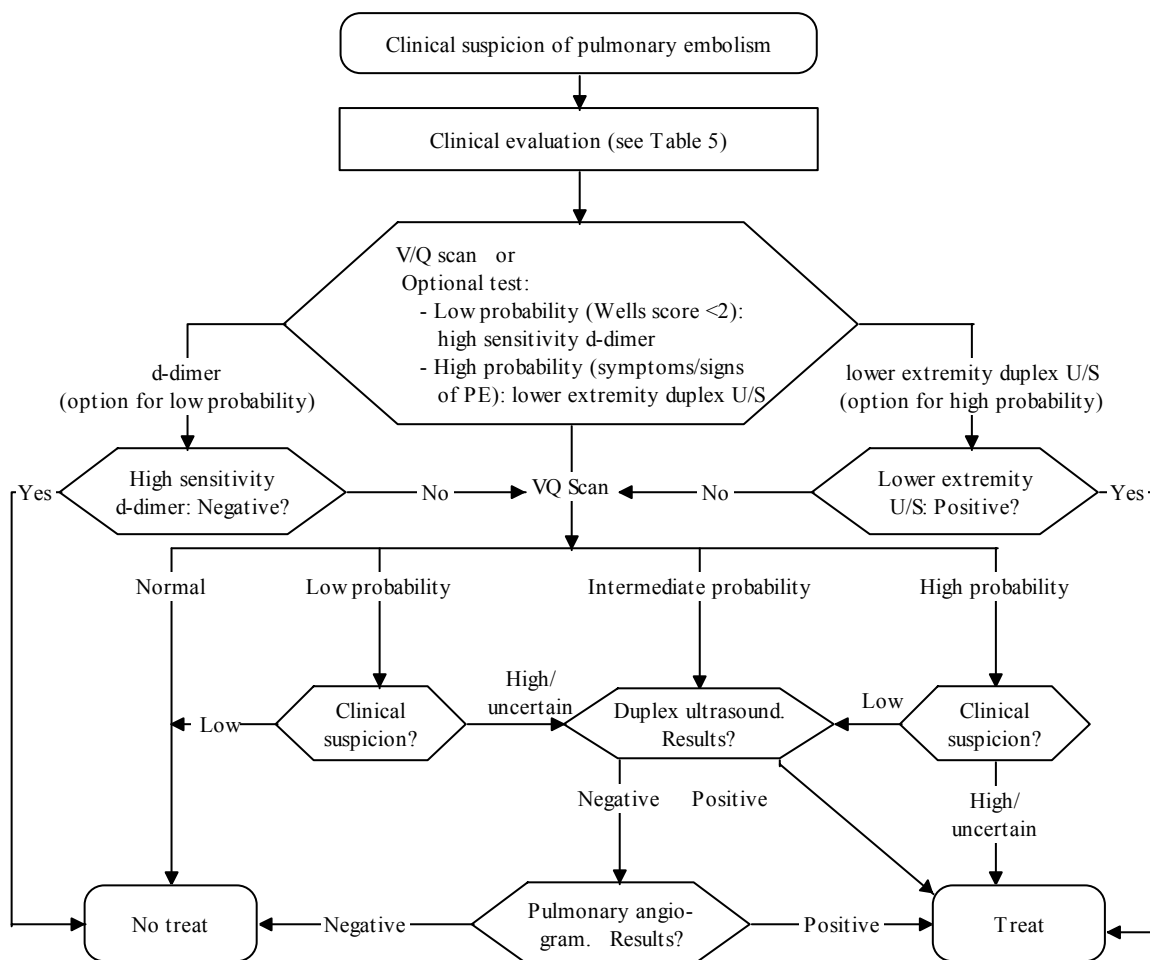 Clinical suspicion of pulmonary embolism
Clinical evaluation (see Table 5)
V/Q scan or
Optional test:
- Low probability (Wells score <2):
high sensitivity d-dimer
- High probability (symptoms/signs
of PE): lower extremity duplex U/S
d-dimer
(option for low probability)
lower extremity duplex U/S
(option for high probability)
Yes
High sensitivity
d-dimer: Negative?
No
VQ Scan
No
Lower extremity
U/S: Positive?
Yes
Normal
Low probability
Intermediate probability
High probability
Low
Clinical
suspicion?
High/
uncertain
Duplex ultrasound.
Results?
Low
Clinical
suspicion?
Negative
Positive
High/
uncertain
No treat
Negative
Pulmonary angio-
gram. Results?
Positive
Treat